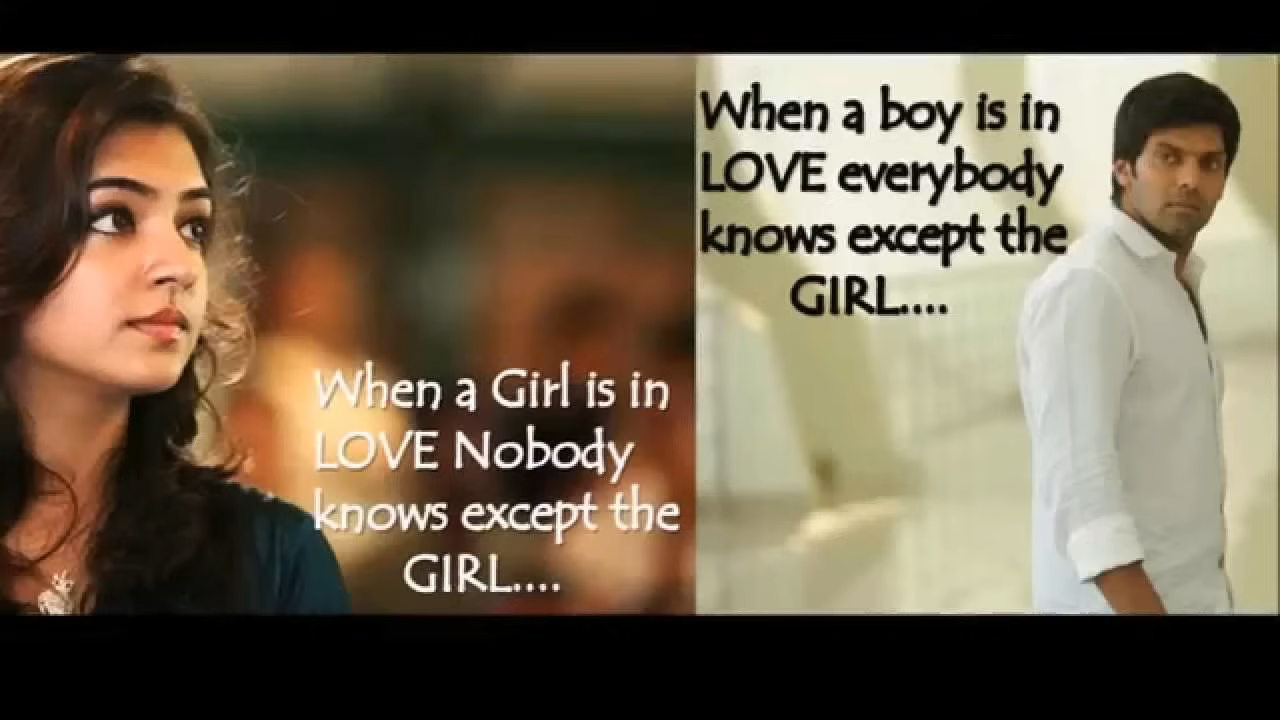 When a Girl is in
LOVE Nobody
knows except the
GIRL....
When a boy is in
LOVE everybody
knows except the
GIRL....